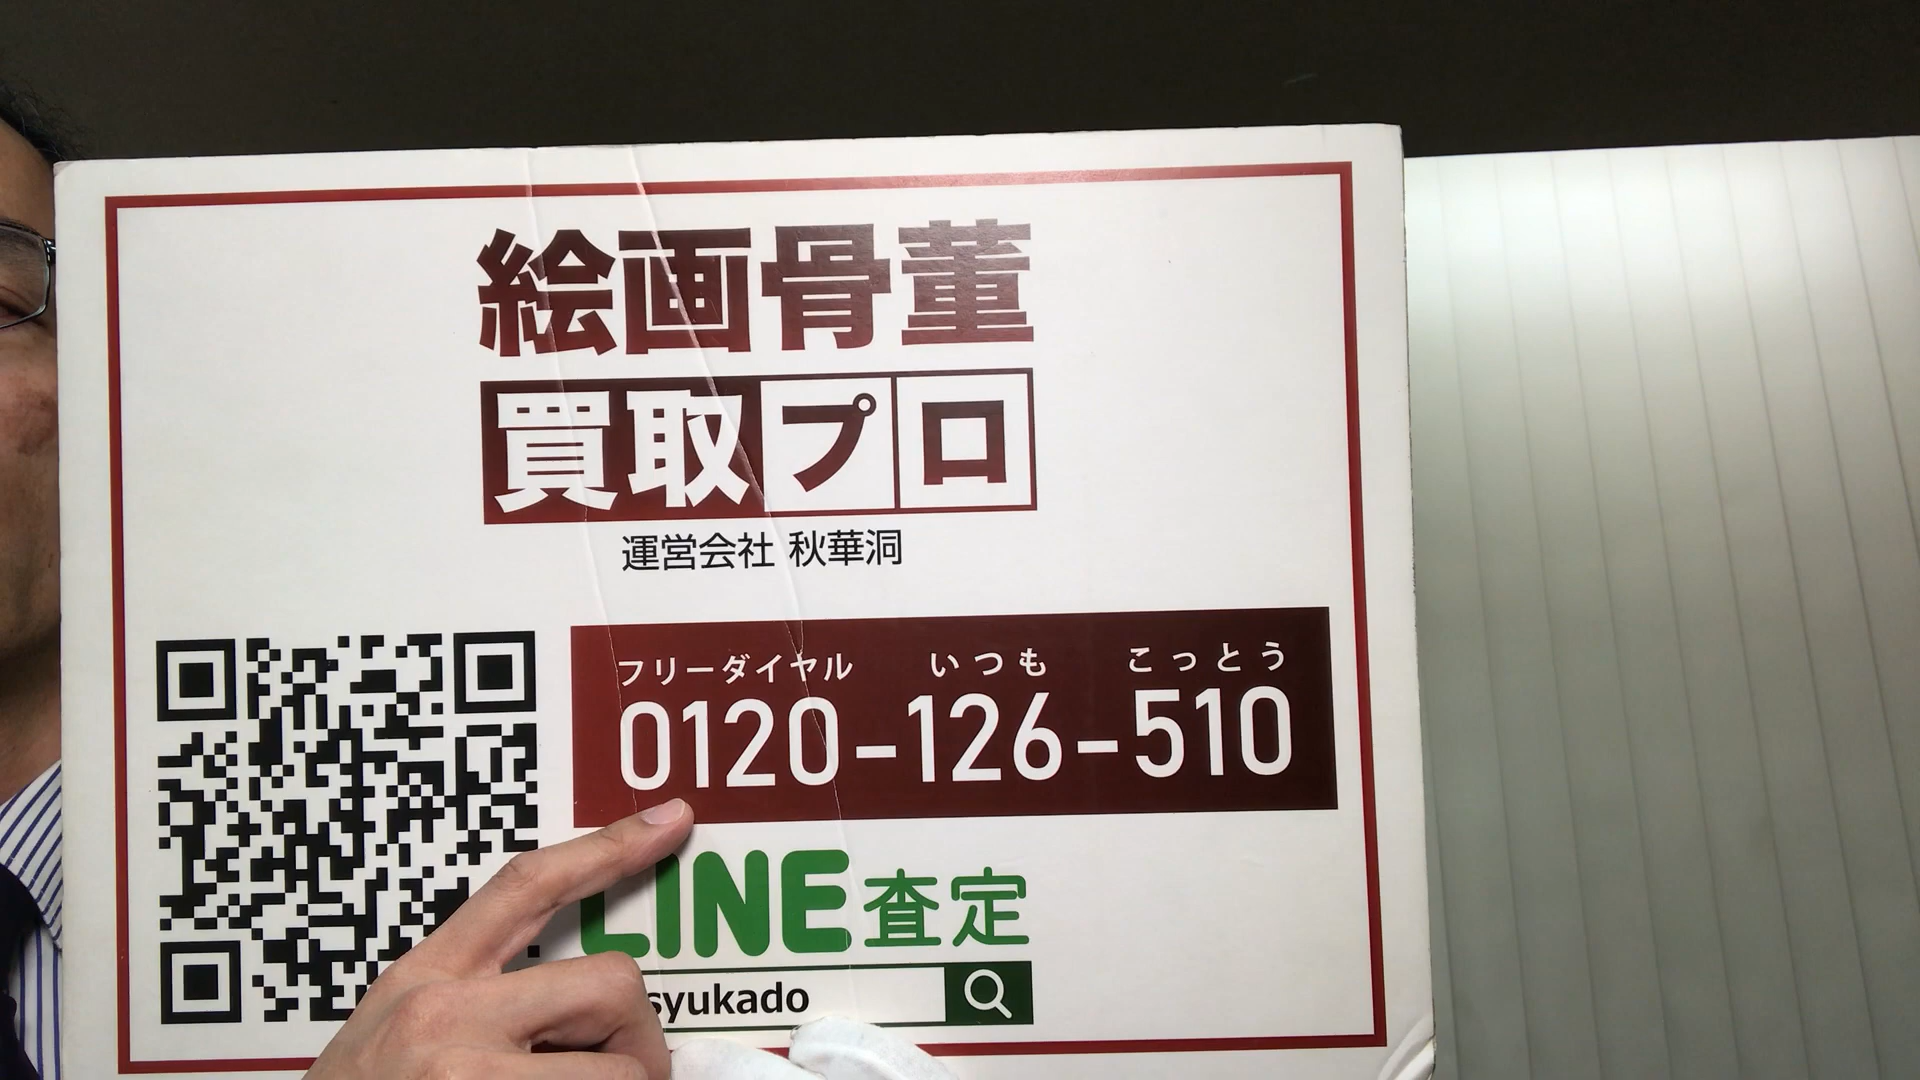 絵画骨董
買取プロ
運営会社 秋華洞
フリーダイヤル いつも こっとう
0120-126-510
LINE査定
syukado